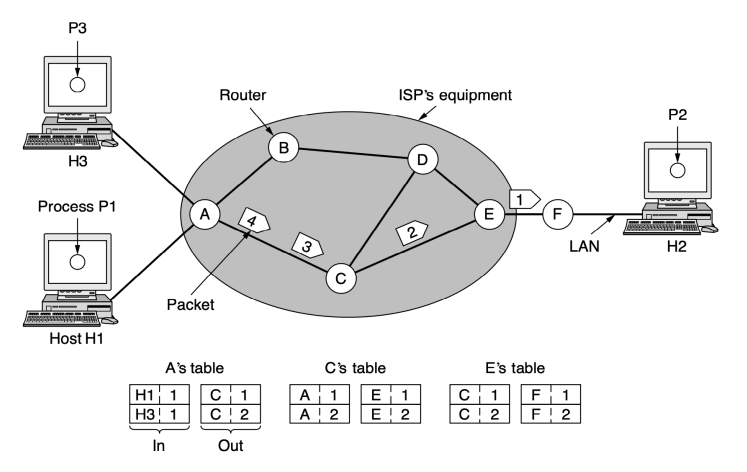 P3
Router
ISP's equipment
P2
B
D
H3
1
Process P1
A
4
E
F
3
2
LAN
H2
C
Packet
Host H1
A's table
C's table
E's table
H1 1 C 1 A 1 E 1 C 1 F 1
H3 1 C 2 A 2 E 2 C 2 F 2
In Out